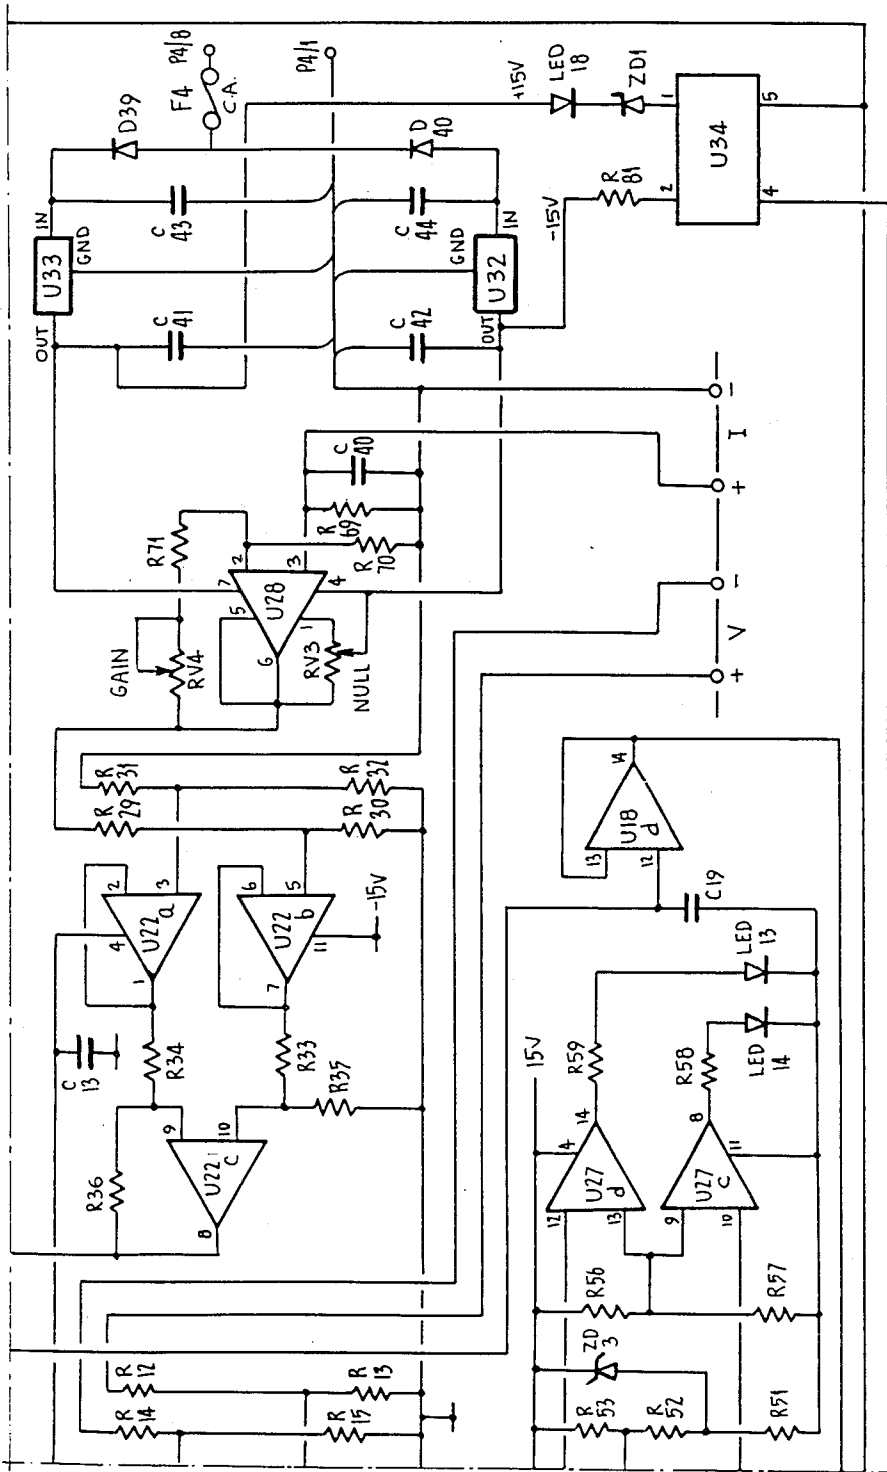 P4/8
F4
C.A.
P4/1
D39
D
40
+15V
LED
18
ZD1
1
5
U34
2
4
R
81
-15V
IN
GND
U33
OUT
C
43
C
44
GND
IN
U32
OUT
C
41
C
42
-
I
+
-
V
+
C
40
R
69
R
70
R71
2
3
7
4
5
1
6
U28
GAIN
RV4
RV3
NULL
R
31
R
32
R
29
R
30
2
3
4
U22
a
1
6
5
U22
b
11
7
-15V
C
13
R34
R33
R35
9
10
U22
C
8
R36
14
U18
d
13
12
C19
LED
13
LED
14
15V
R59
R58
14
4
U27
d
12
13
8
11
U27
C
9
10
R56
R57
ZD
3
R
53
R
52
R51
R
12
R
13
R
14
R
15